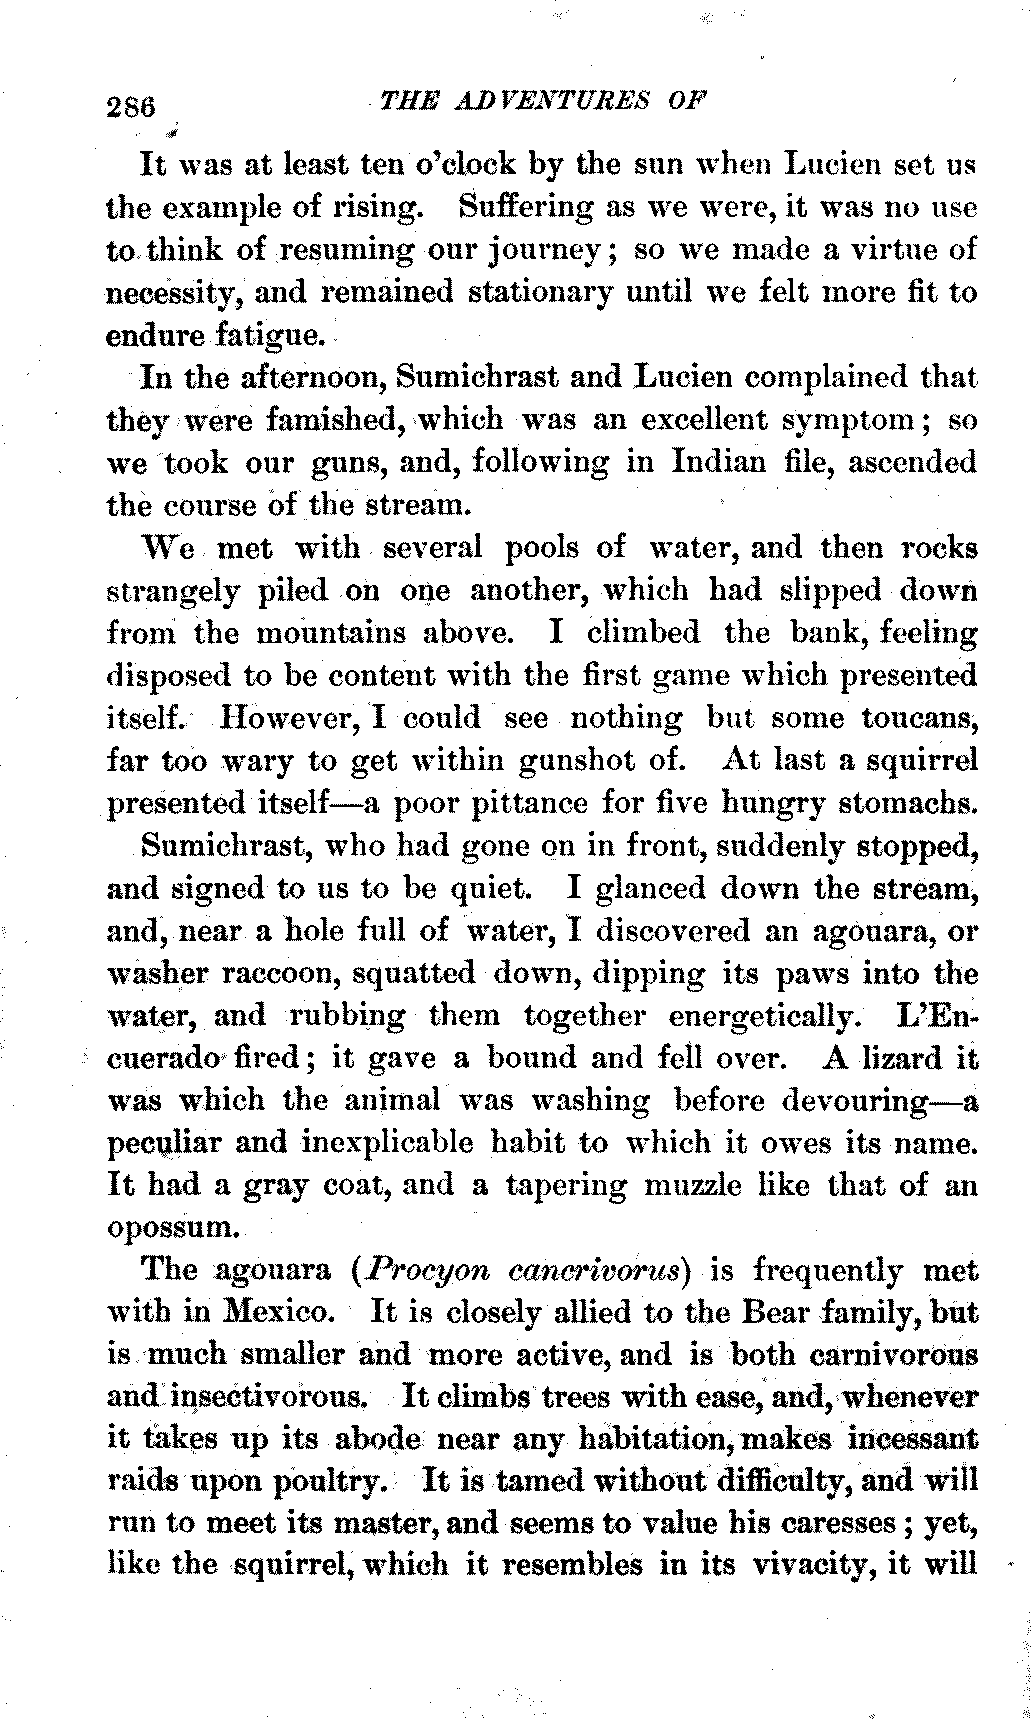 286 THE ADVENTURES OF
It was at least ten o'clock by the sun when Lucien set us
the example of rising. Suffering as we were, it was no use
to think of resuming our journey; so we made a virtue of
necessity, and remained stationary until we felt more fit to
endure fatigue.
In the afternoon, Sumichrast and Lucien complained that
they were famished, which was an excellent symptom; so
we took our guns, and, following in Indian file, ascended
the course of the stream.
We met with several pools of water, and then rocks
strangely piled on one another, which had slipped down
from the mountains above. I climbed the bank, feeling
disposed to be content with the first game which presented
itself. However, I could see nothing but some toucans,
far too wary to get within gunshot of. At last a squirrel
presented itself—a poor pittance for five hungry stomachs.
Sumichrast, who had gone on in front, suddenly stopped,
and signed to us to be quiet. I glanced down the stream,
and, near a hole full of water, I discovered an agouara, or
washer raccoon, squatted down, dipping its paws into the
water, and rubbing them together energetically. L'En-
cuerado fired; it gave a bound and fell over. A lizard it
was which the animal was washing before devouring—a
peculiar and inexplicable habit to which it owes its name.
It had a gray coat, and a tapering muzzle like that of an
opossum.
The agouara (Procyon cancrivorus) is frequently met
with in Mexico. It is closely allied to the Bear family, but
is much smaller and more active, and is both carnivorous
and insectivorous. It climbs trees with ease, and, whenever
it takes up its abode near any habitation, makes incessant
raids upon poultry. It is tamed without difficulty, and will
run to meet its master, and seems to value his caresses; yet,
like the squirrel, which it resembles in its vivacity, it will